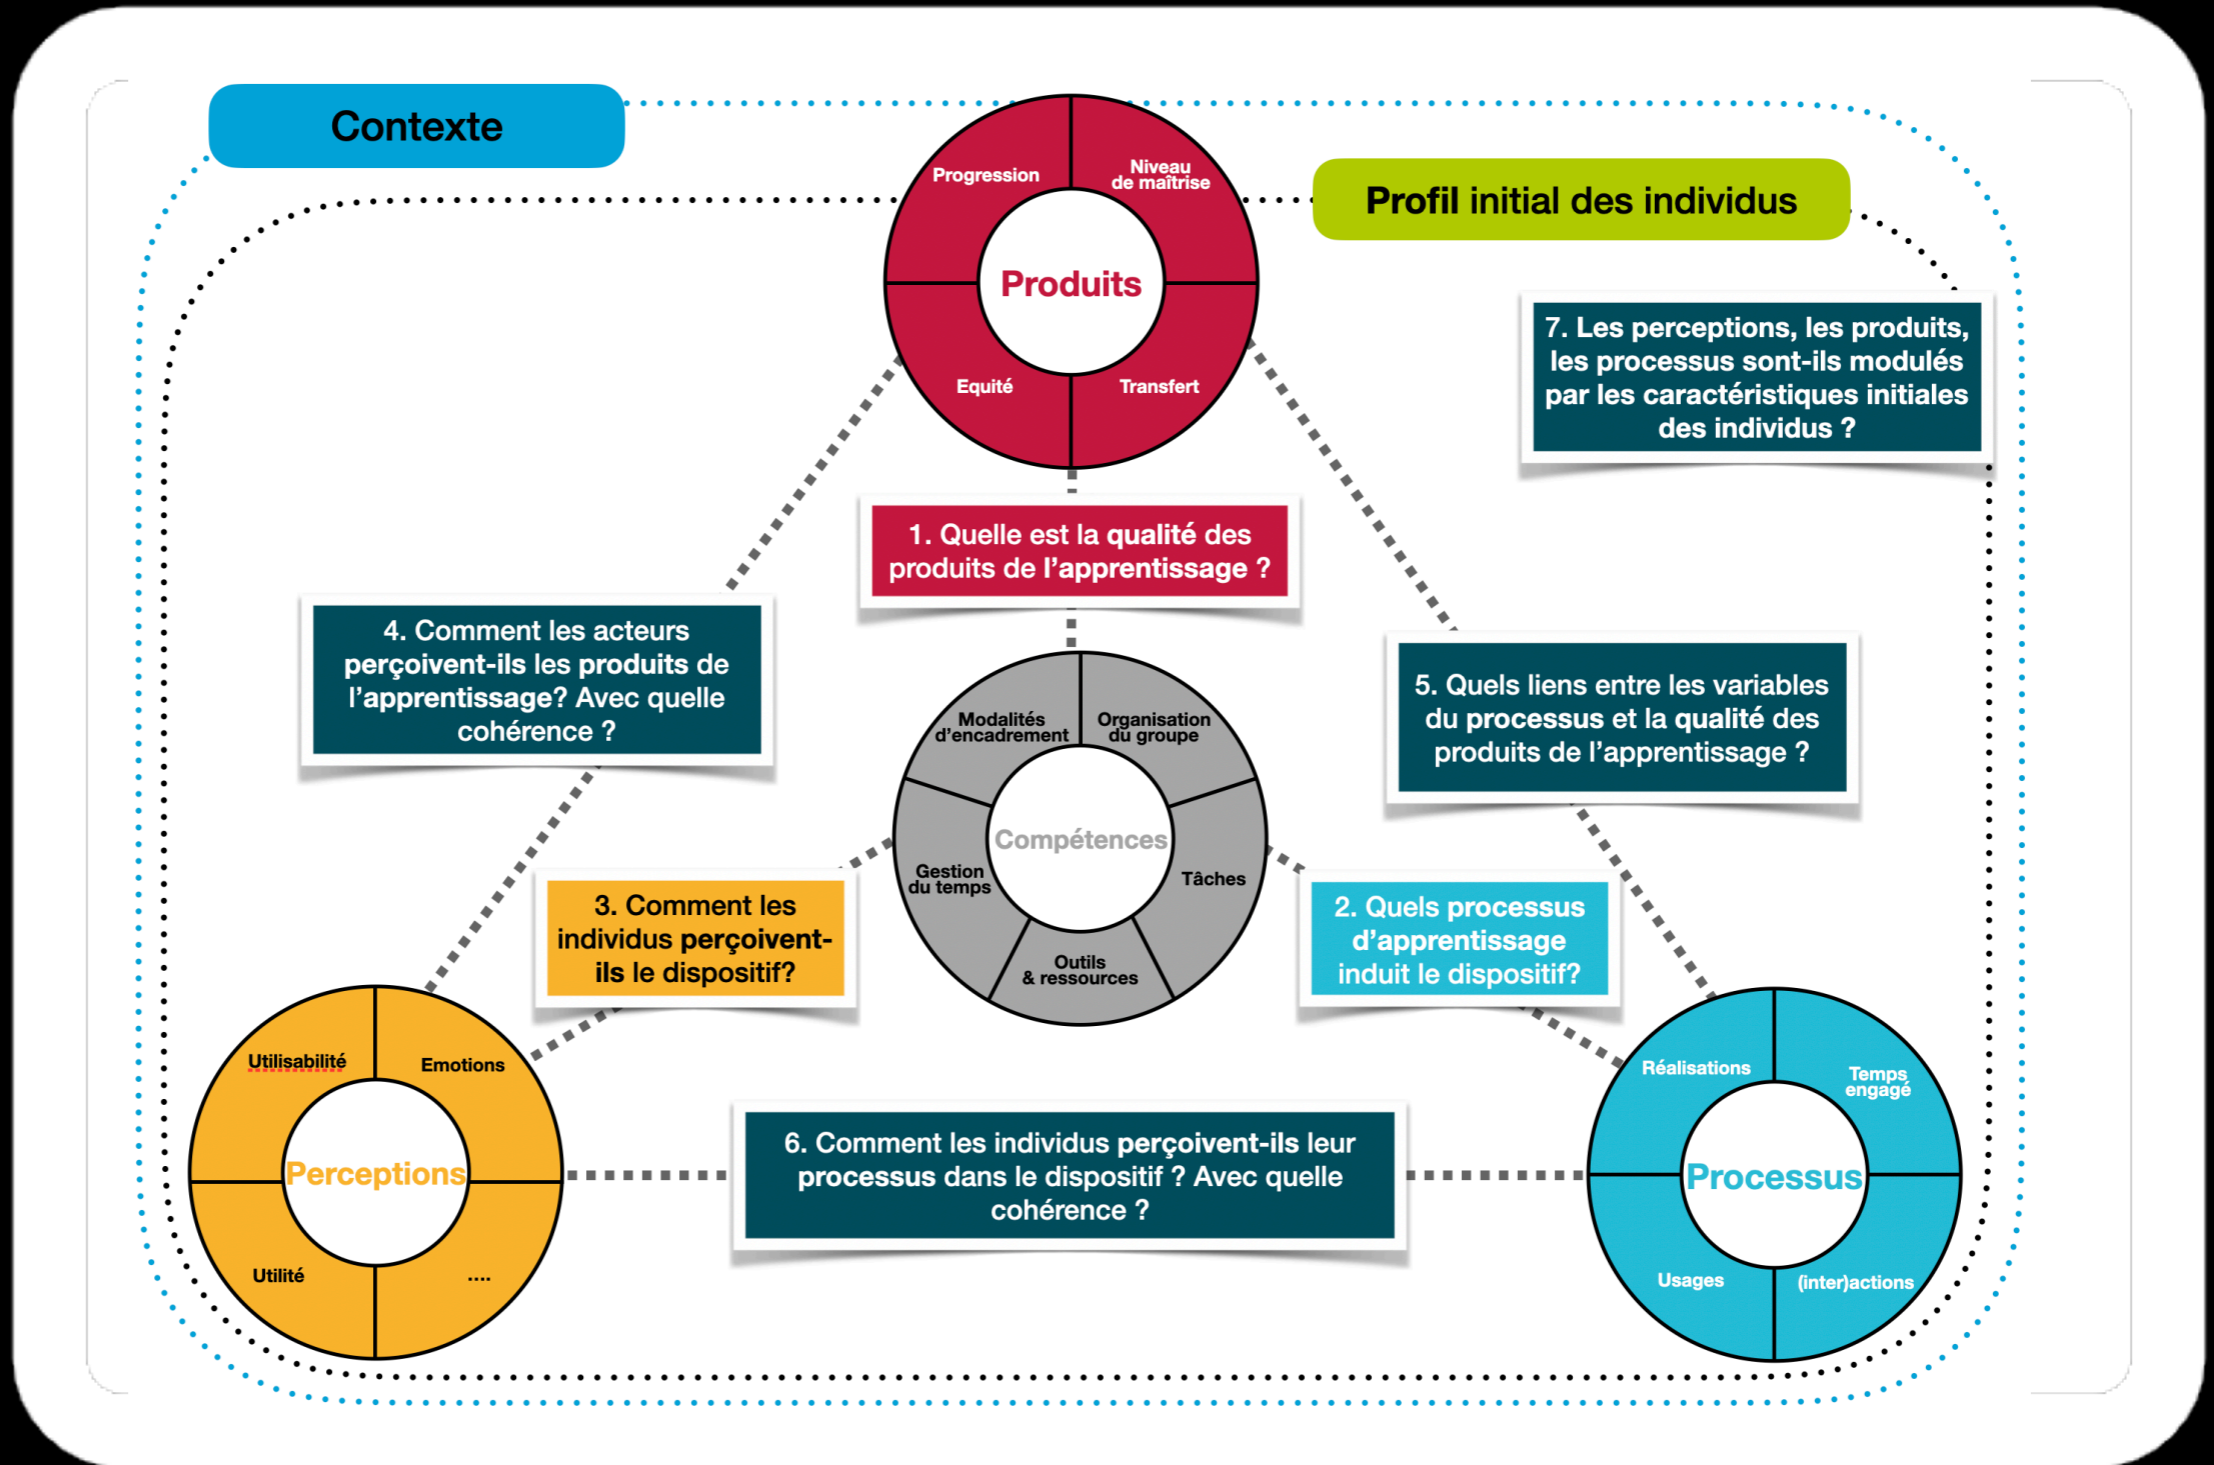 Contexte
Profil initial des individus
Progression
Niveau
de maîtrise
Produits
Equité
Transfert
7. Les perceptions, les produits,
les processus sont-ils modulés
par les caractéristiques initiales
des individus ?
1. Quelle est la qualité des
produits de l'apprentissage ?
4. Comment les acteurs
perçoivent-ils les produits de
l'apprentissage? Avec quelle
cohérence ?
5. Quels liens entre les variables
du processus et la qualité des
produits de l'apprentissage ?
Modalités
d'encadrement
Organisation
du groupe
Compétences
Gestion
du temps
Tâches
Outils
& ressources
3. Comment les
individus perçoivent-
ils le dispositif?
2. Quels processus
d'apprentissage
induit le dispositif?
Utilisabilité
Emotions
Perceptions
Utilité
....
6. Comment les individus perçoivent-ils leur
processus dans le dispositif ? Avec quelle
cohérence ?
Réalisations
Temps
engagé
Processus
Usages
(inter)actions